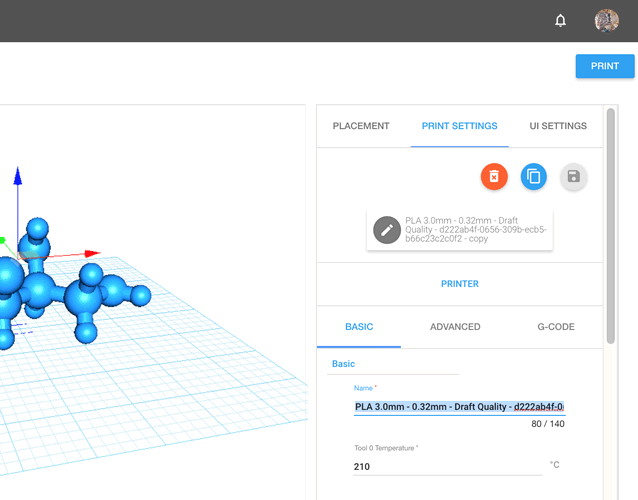 PRINT
PLACEMENT
PRINT SETTINGS
UI SETTINGS
PLA 3.0mm - 0.32mm - Draft
Quality - d222ab4f-0656-309b-ecb5-
b66c23c2c0f2 - copy
PRINTER
BASIC
ADVANCED
G-CODE
Basic
Name *
PLA 3.0mm - 0.32mm - Draft Quality - d222ab4f-0
80 / 140
Tool 0 Temperature *
210
°C